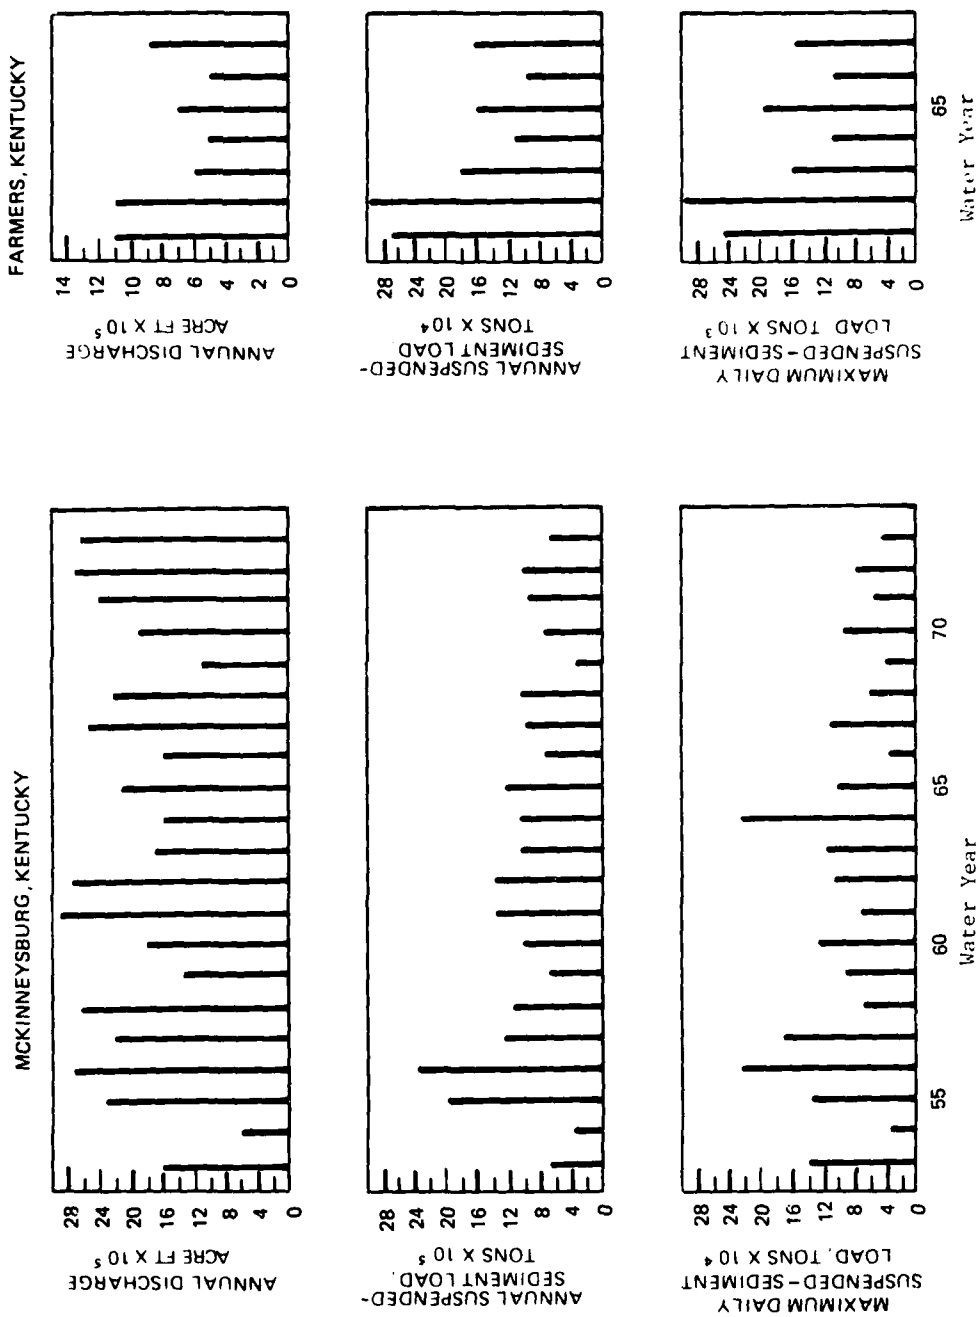 MCKINNEYSBURG, KENTUCKY
ANNUAL DISCHARGE
ACRE FT X 10⁵
28
24
20
16
12
8
4
0
ANNUAL SUSPENDED-
SEDIMENT LOAD,
TONS X 10⁵
28
24
20
16
12
8
4
0
MAXIMUM DAILY
SUSPENDED-SEDIMENT
LOAD, TONS X 10⁴
28
24
20
16
12
8
4
0
55
60
65
70
Water Year
FARMERS, KENTUCKY
ANNUAL DISCHARGE
ACRE FT X 10⁵
14
12
10
8
6
4
2
0
ANNUAL SUSPENDED-
SEDIMENT LOAD,
TONS X 10⁴
28
24
20
16
12
8
4
0
MAXIMUM DAILY
SUSPENDED-SEDIMENT
LOAD TONS X 10³
28
24
20
16
12
8
4
0
65
Water Year